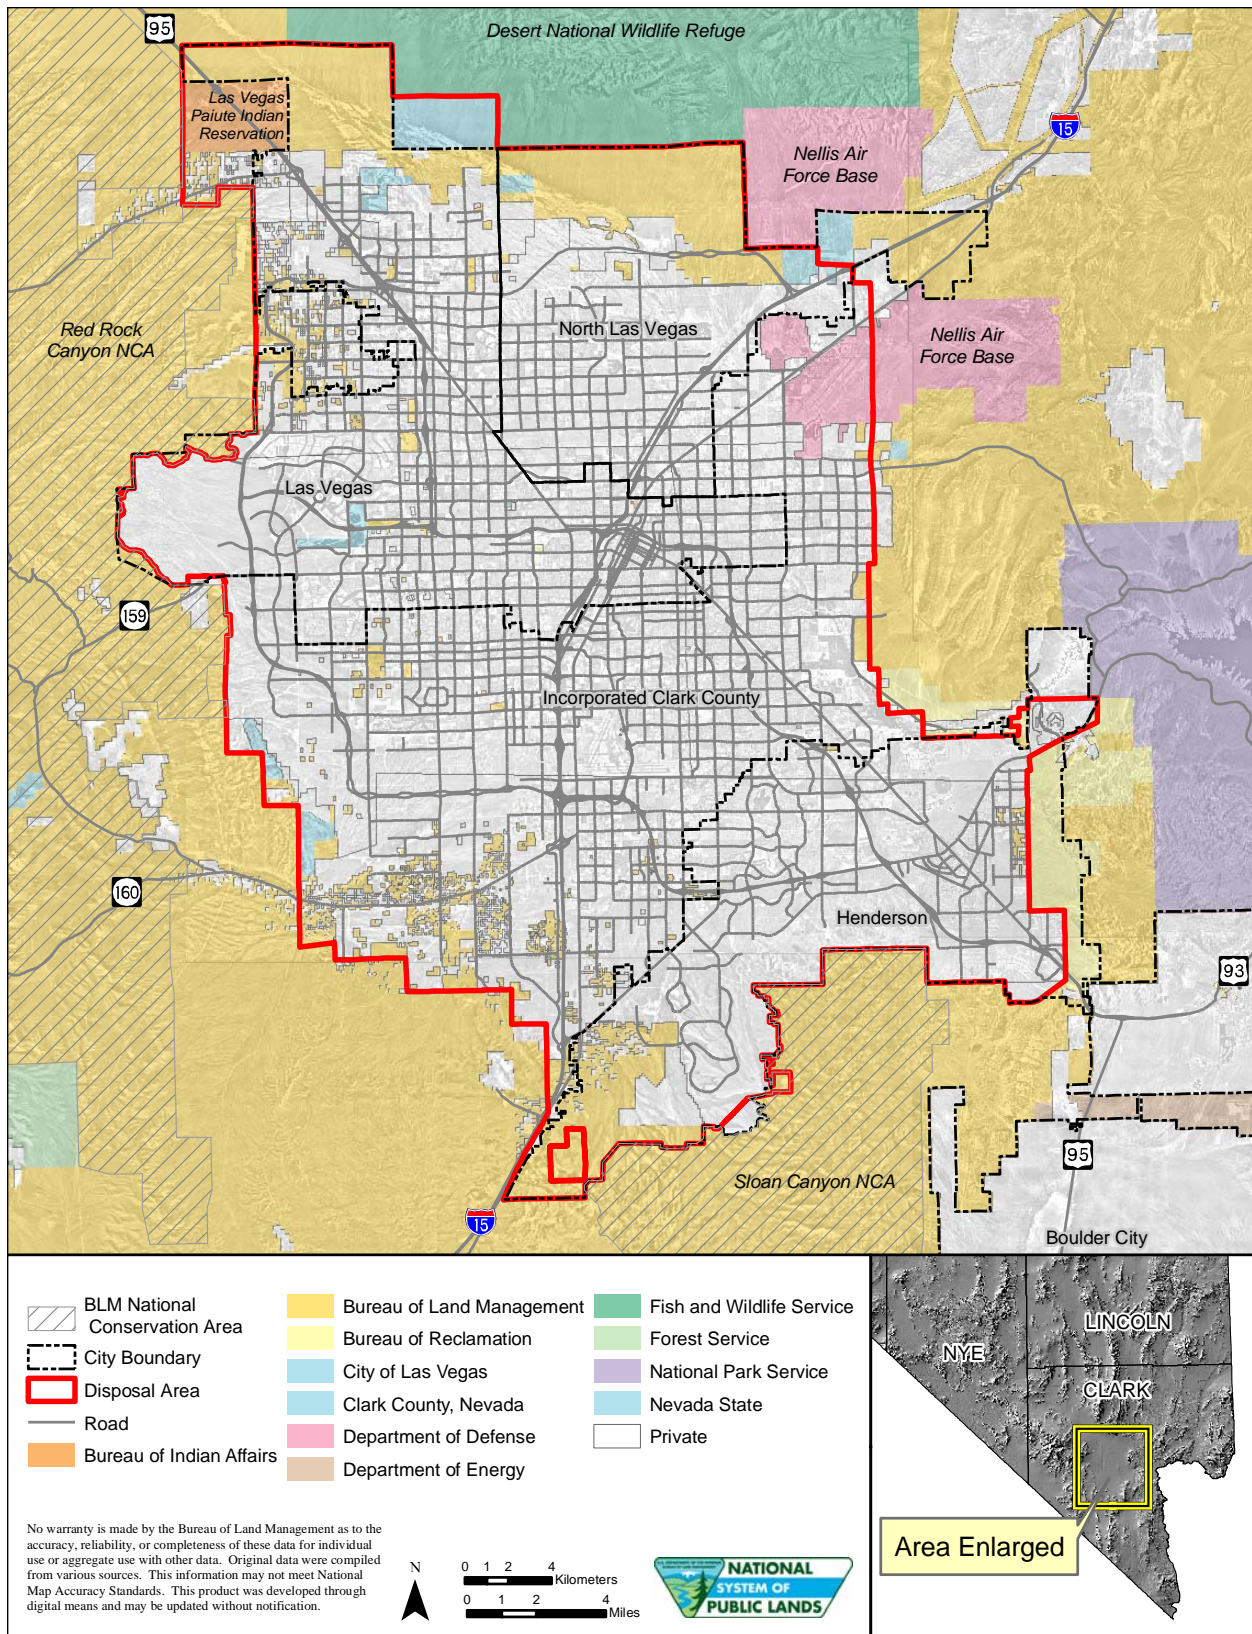 95
Desert National Wildlife Refuge
Las Vegas
Paiute Indian
Reservation
15
Nellis Air
Force Base
Red Rock
Canyon NCA
North Las Vegas
Nellis Air
Force Base
Las Vegas
159
Incorporated Clark County
160
Henderson
93
95
Sloan Canyon NCA
15
Boulder City
BLM National
Conservation Area
City Boundary
Disposal Area
Road
Bureau of Indian Affairs
Bureau of Land Management
Bureau of Reclamation
City of Las Vegas
Clark County, Nevada
Department of Defense
Department of Energy
Fish and Wildlife Service
Forest Service
National Park Service
Nevada State
Private
NYE
LINCOLN
CLARK
Area Enlarged
No warranty is made by the Bureau of Land Management as to the
accuracy, reliability, or completeness of these data for individual
use or aggregate use with other data. Original data were compiled
from various sources. This information may not meet National
Map Accuracy Standards. This product was developed through
digital means and may be updated without notification.
N
0 1 2 4
Kilometers
0 1 2 4
Miles
NATIONAL
SYSTEM OF
PUBLIC LANDS